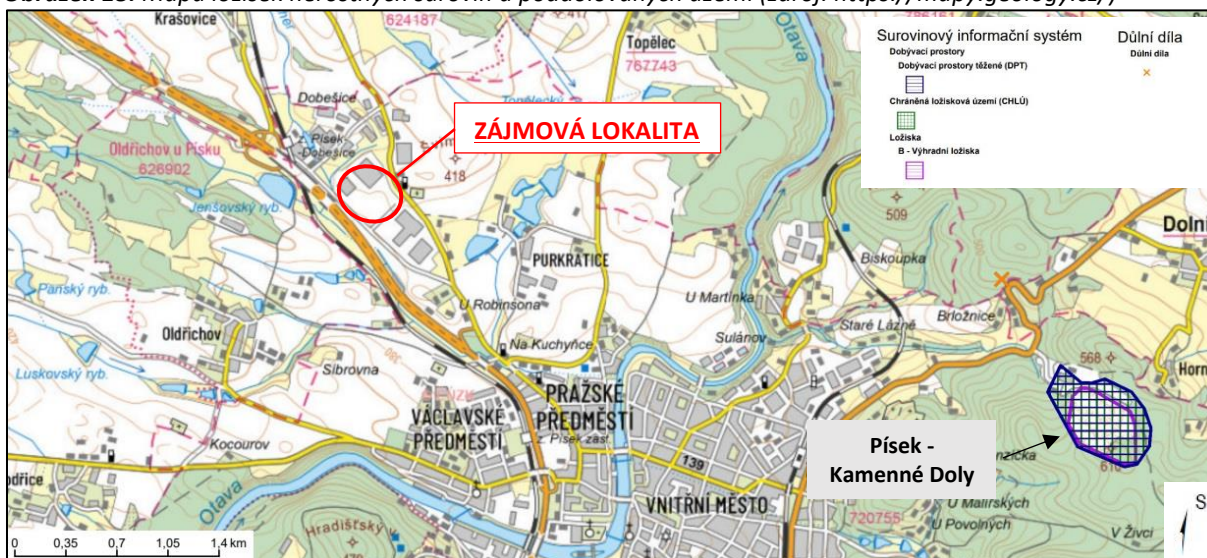 Krašovice
624187
417
Topělec
767743
Otava
Surovinový informační systém
Důlní díla
Dobývací prostory
Důlní díla
Dobývací prostory těžené (DPT)
Chráněná ložisková území (CHLÚ)
Ložiska
B - Výhradní ložiska
Dobešice
ZÁJMOVÁ LOKALITA
z. Písek-
-Dobešice
Oldřichov u Písku
626902
418
Jenšovský ryb.
509
Dolní
PURKRATICE
Biskoupka
Panský ryb.
U Robinsona
U Martínka
Oldřichov
Staré Lázně
Brložnice
Sulánov
Na Kuchyňce
568
Horn
Luskovský ryb.
Sibrovna
PRAŽSKÉ
PŘEDMĚSTÍ
VÁCLAVSKÉ
PŘEDMĚSTÍ
z. Písek zast.
Kocourov
Písek -
Kamenné Doly
139
VNITŘNÍ MĚSTO
U Malířských
U Povolných
720755
V Živci
Otava
Hradišťský v.
S
0 0,35 0,7 1,05 1,4 km